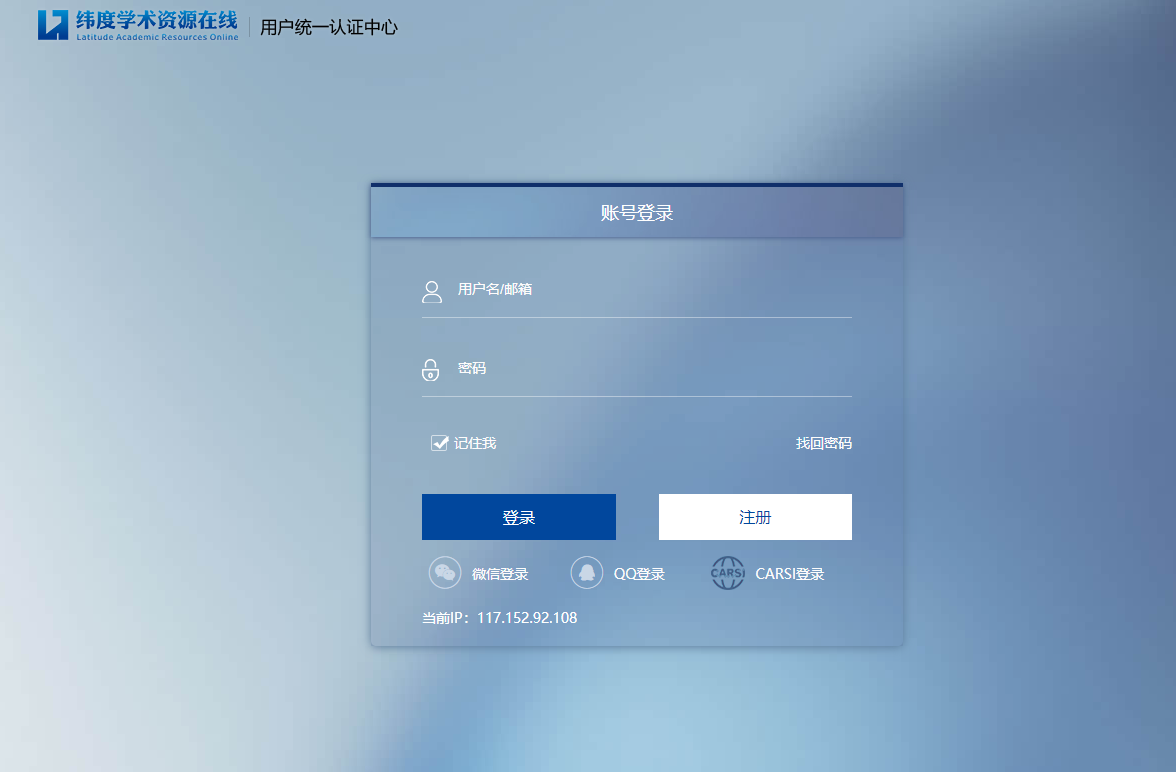 纬度学术资源在线 用户统一认证中心
Latitude Academic Resources Online
账号登录
用户名/邮箱
密码
记住我 找回密码
登录 注册
微信登录 QQ登录 CARSI CARSI登录
当前IP：117.152.92.108